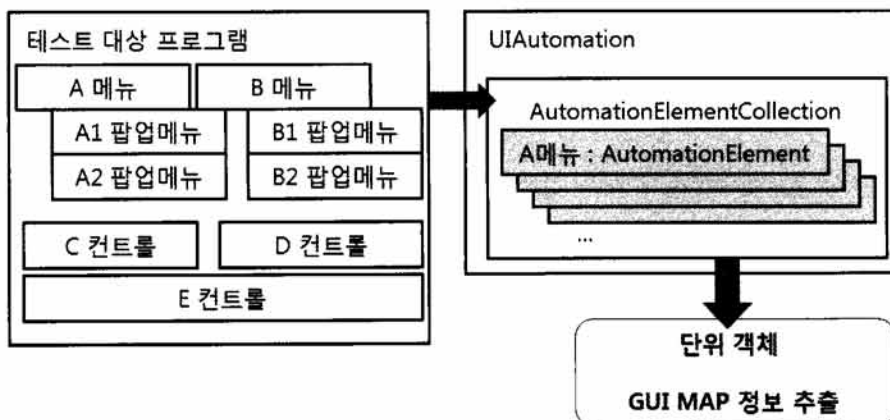 테스트 대상 프로그램
A 메뉴
B 메뉴
A1 팝업메뉴
B1 팝업메뉴
A2 팝업메뉴
B2 팝업메뉴
C 컨트롤
D 컨트롤
E 컨트롤
UIAutomation
AutomationElementCollection
A메뉴 : AutomationElement
...
단위 객체
GUI MAP 정보 추출